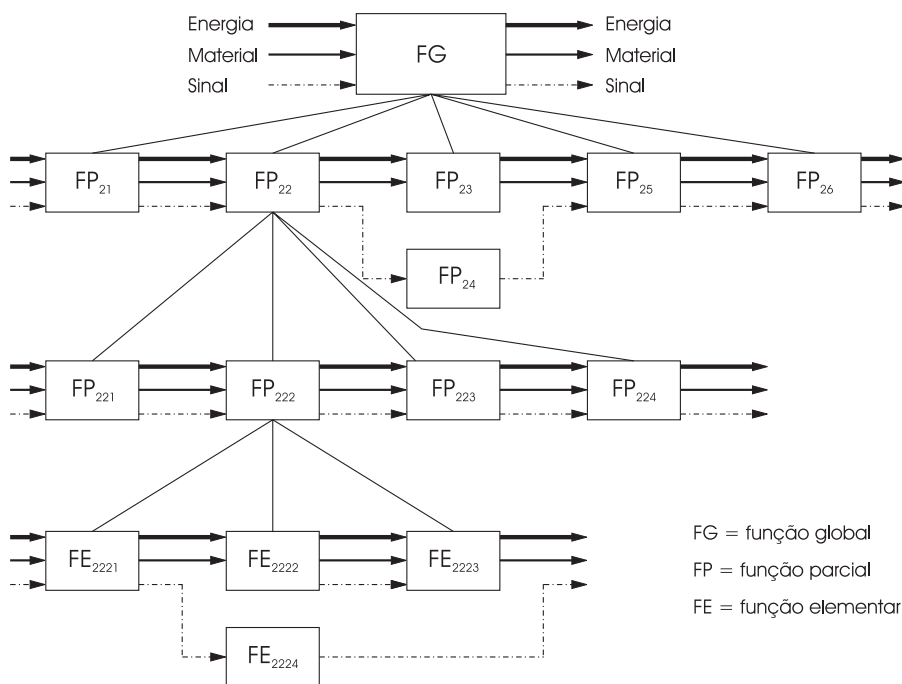 Energia
Material
Sinal
FG
Energia
Material
Sinal
FP21
FP22
FP23
FP25
FP26
FP24
FP221
FP222
FP223
FP224
FE2221
FE2222
FE2223
FE2224
FG = função global
FP = função parcial
FE = função elementar